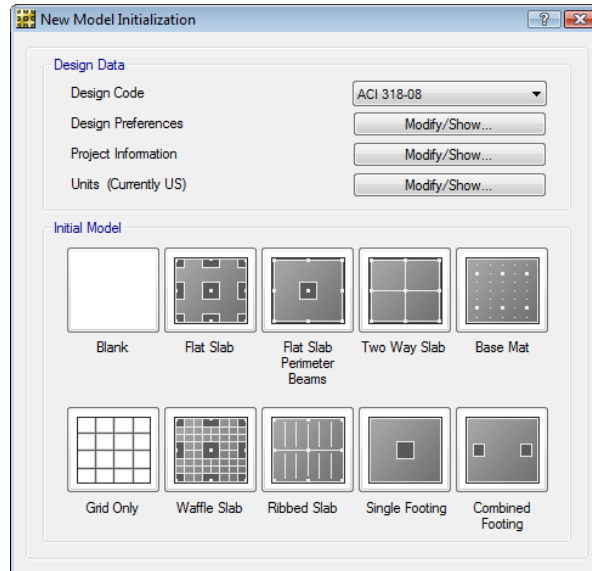 New Model Initialization
Design Data
Design Code
ACI 318-08
Design Preferences
Modify/Show...
Project Information
Modify/Show...
Units (Currently US)
Modify/Show...
Initial Model
Blank
Flat Slab
Flat Slab
Perimeter
Beams
Two Way Slab
Base Mat
Grid Only
Waffle Slab
Ribbed Slab
Single Footing
Combined
Footing